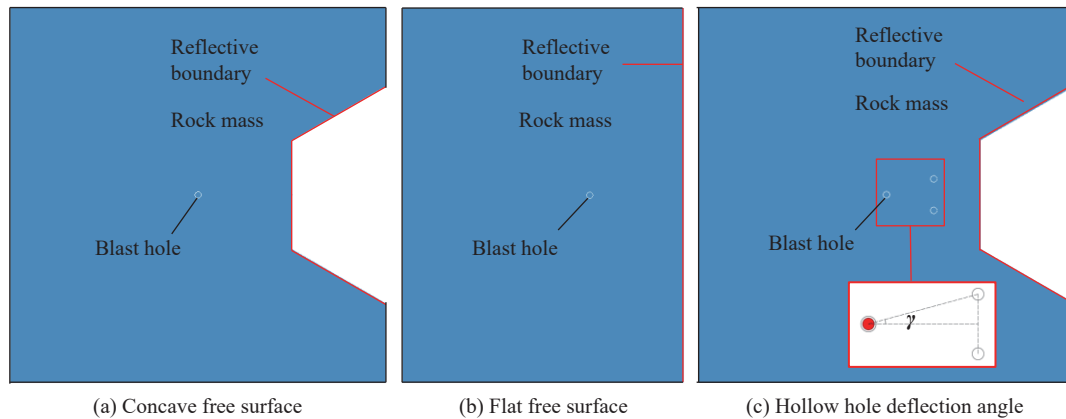 Reflective
boundary
Rock mass
Blast hole
(a) Concave free surface
Reflective
boundary
Rock mass
Blast hole
(b) Flat free surface
Reflective
boundary
Rock mass
Blast hole
γ
(c) Hollow hole deflection angle